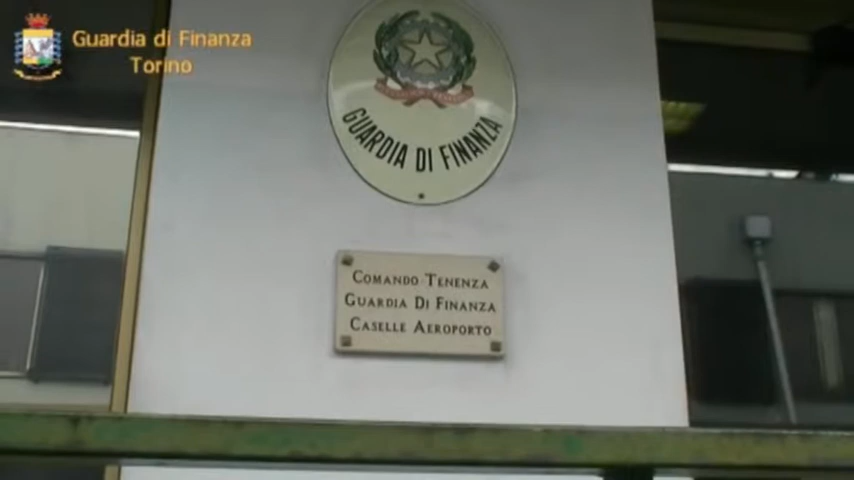 Guardia di Finanza
Torino
GUARDIA DI FINANZA
COMANDO TENENZA
GUARDIA DI FINANZA
CASELLE AEROPORTO